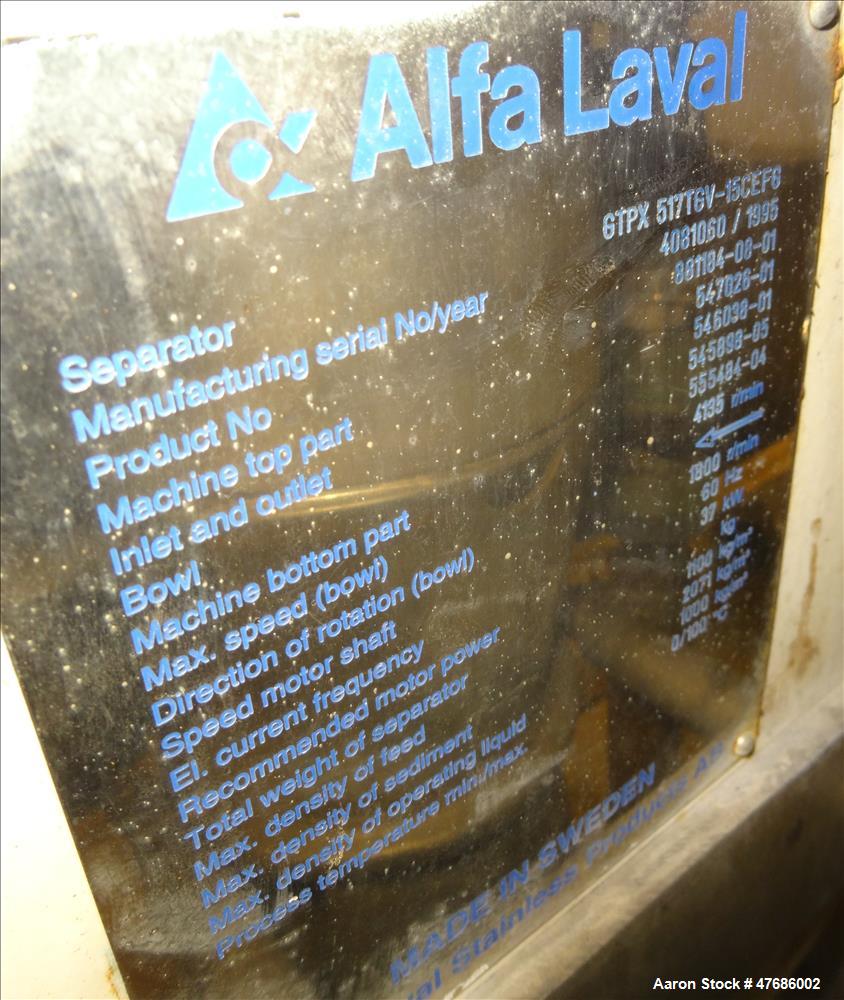 Alfa Laval
Separator GTPX 517TGV-15CEFG
Manufacturing serial No/year 4081060 / 1995
Product No 881184-08-01
Machine top part 547026-01
Inlet and outlet 546038-01
Bowl 545898-05
Machine bottom part 555484-04
Max. speed (bowl) 4135 r/min
Direction of rotation (bowl)
Speed motor shaft 1800 r/min
El. current frequency 60 Hz
Recommended motor power 37 kW
Total weight of separator kg
Max. density of feed 1100 kg/m³
Max. density of sediment 2071 kg/m³
Max. density of operating liquid 1000 kg/m³
Process temperature min./max. 0/100 °C
MADE IN SWEDEN
Stainless Products AB
Aaron Stock # 47686002